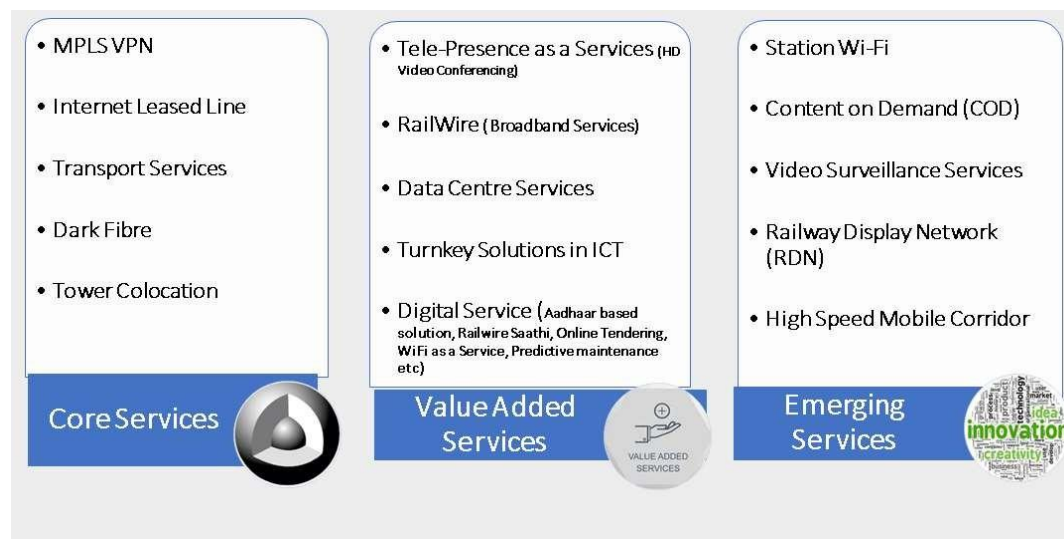 • MPLS VPN
• Internet Leased Line
• Transport Services
• Dark Fibre
• Tower Colocation
Core Services
• Tele-Presence as a Services (HD
Video Conferencing)
• RailWire ( Broadband Services)
• Data Centre Services
• Turnkey Solutions in ICT
• Digital Service (Aadhaar based
solution, Railwire Saathi, Online Tendering,
WiFi as a Service, Predictive maintenance
etc)
Value Added
Services
VALUE ADDED
SERVICES
• Station Wi-Fi
• Content on Demand (COD)
• Video Surveillance Services
• Railway Display Network
(RDN)
• High Speed Mobile Corridor
Emerging
Services
product
technology
market
idea
innovation
creativity
business